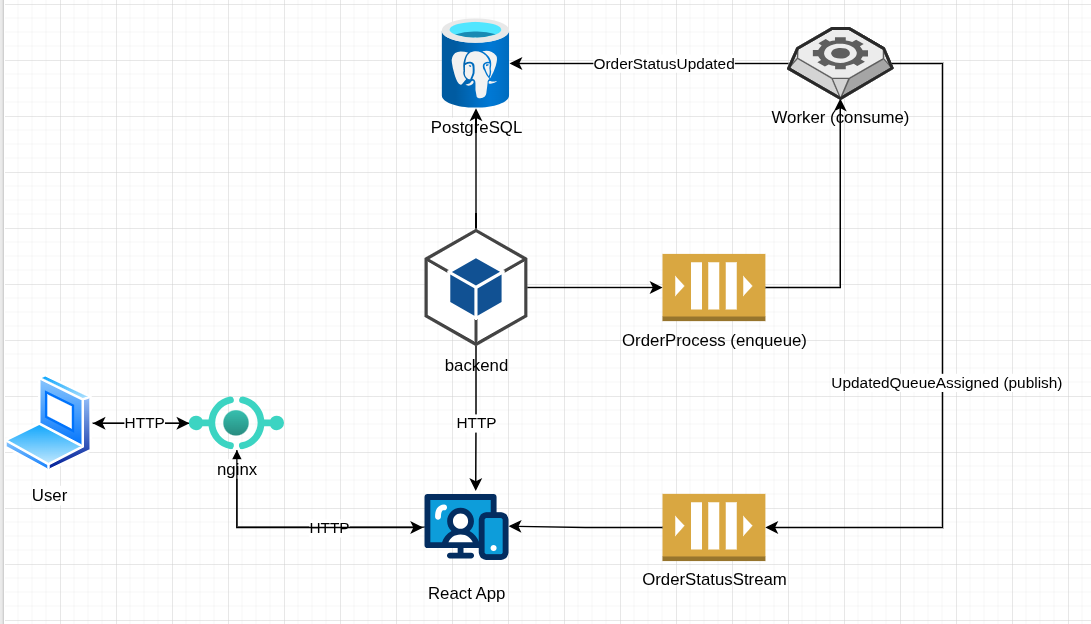 OrderStatusUpdated
PostgreSQL
Worker (consume)
OrderProcess (enqueue)
backend
UpdatedQueueAssigned (publish)
HTTP
HTTP
nginx
User
HTTP
OrderStatusStream
React App